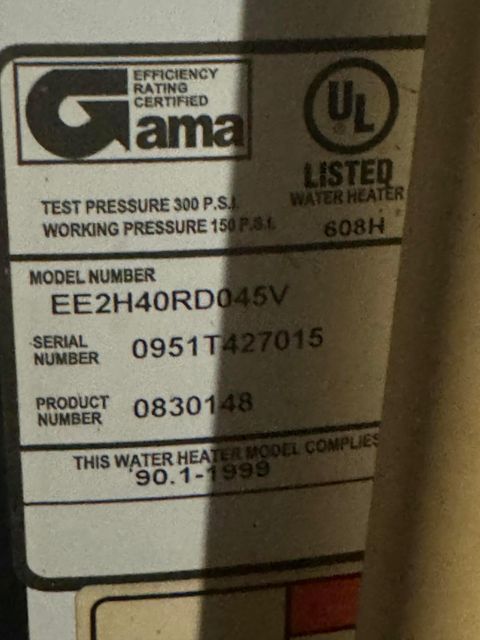 EFFICIENCY
RATING
CERTIFIED
Gama
UL
LISTED
WATER HEATER
608H
TEST PRESSURE 300 P.S.I.
WORKING PRESSURE 150 P.S.I.
MODEL NUMBER
EE2H40RD045V
SERIAL
NUMBER 0951T427015
PRODUCT
NUMBER 0830148
THIS WATER HEATER MODEL COMPLIES
90.1-1999